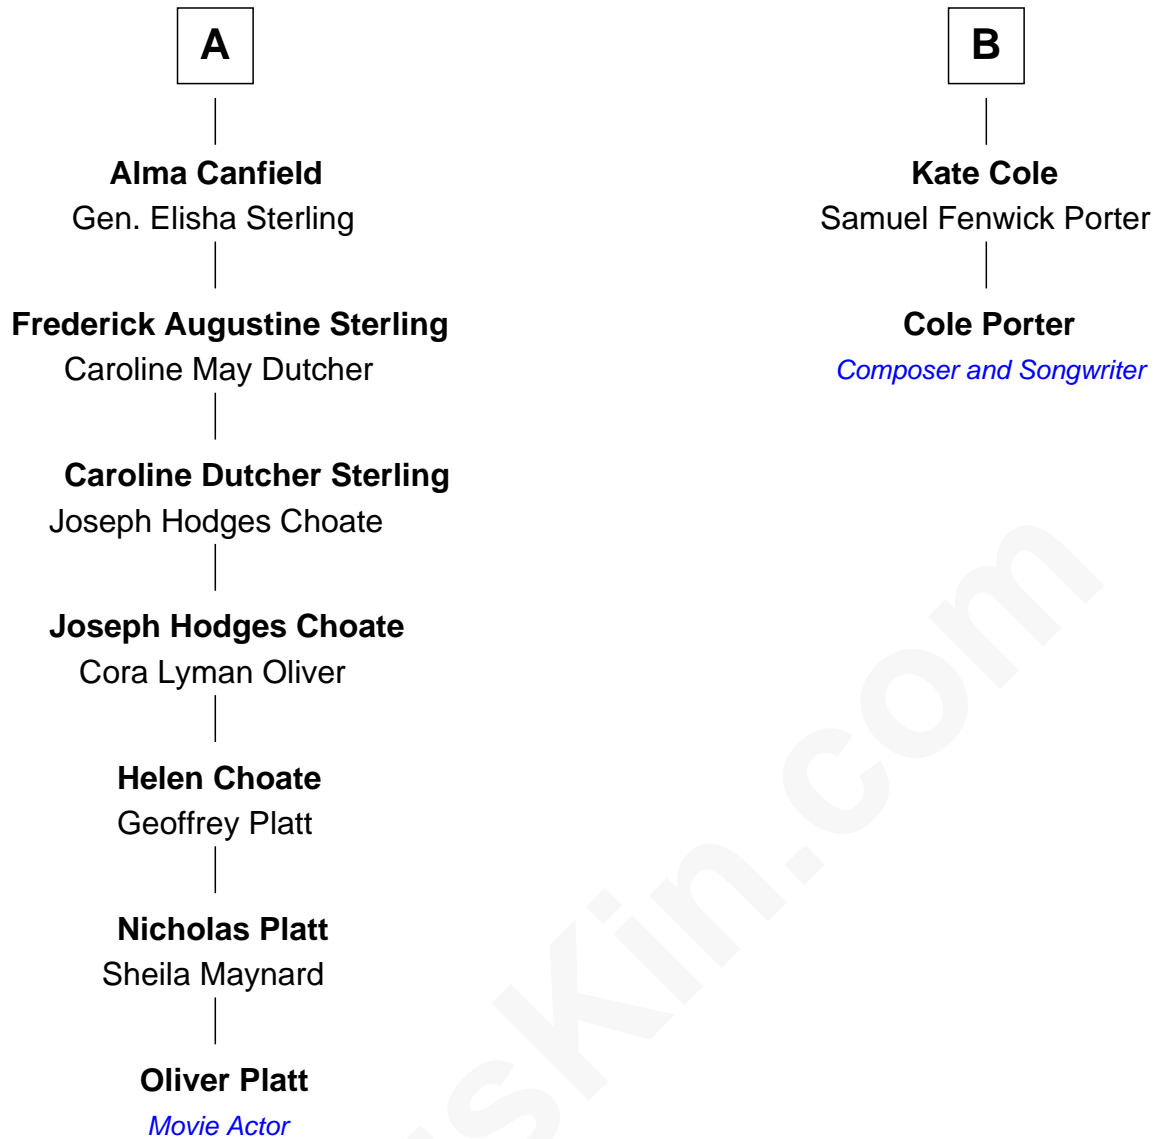 A
Alma Canfield
Gen. Elisha Sterling
Frederick Augustine Sterling
Caroline May Dutcher
Caroline Dutcher Sterling
Joseph Hodges Choate
Joseph Hodges Choate
Cora Lyman Oliver
Helen Choate
Geoffrey Platt
Nicholas Platt
Sheila Maynard
Oliver Platt
Movie Actor
B
Kate Cole
Samuel Fenwick Porter
Cole Porter
Composer and Songwriter
sKin.com